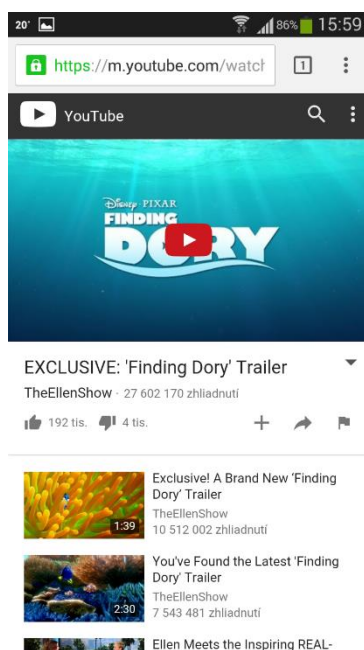 20°
86%
15:59
https://m.youtube.com/watch
1
YouTube
Disney·PIXAR
FINDING
DORY
EXCLUSIVE: 'Finding Dory' Trailer
TheEllenShow · 27 602 170 zhliadnutí
192 tis. 4 tis.
Exclusive! A Brand New 'Finding
Dory' Trailer
TheEllenShow
10 512 002 zhliadnutí
1:39
You've Found the Latest 'Finding
Dory' Trailer
TheEllenShow
7 543 481 zhliadnutí
2:30
Ellen Meets the Inspiring REAL-